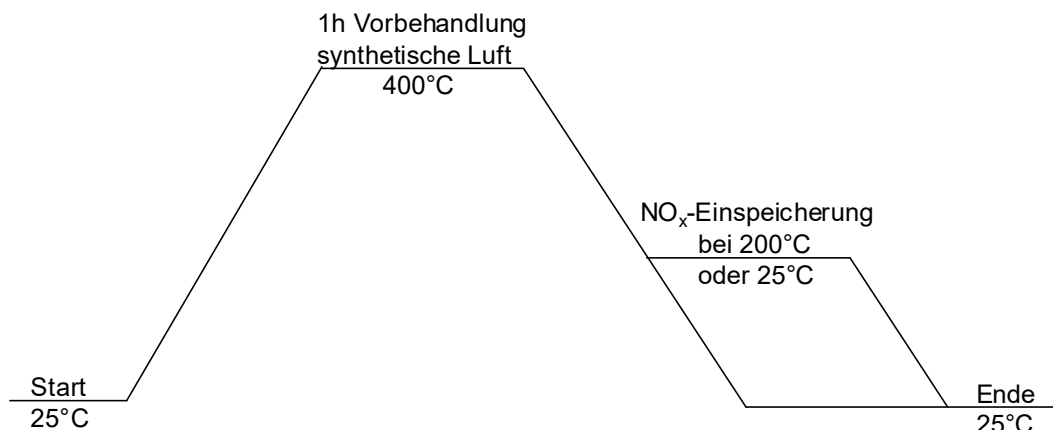 1h Vorbehandlung
synthetische Luft
400°C
NOx-Einspeicherung
bei 200°C
oder 25°C
Start
25°C
Ende
25°C